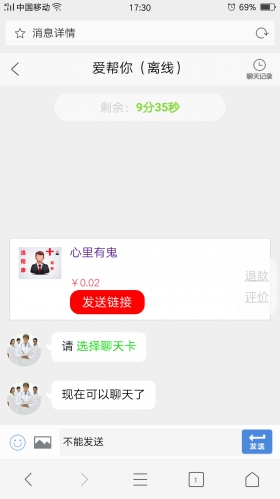 中国移动 17:30 69%
消息详情
爱帮你（离线）
聊天记录
剩余：9分35秒
心里有鬼
￥0.02
退款
发送链接
评价
请 选择聊天卡
现在可以聊天了
不能发送
发送
1